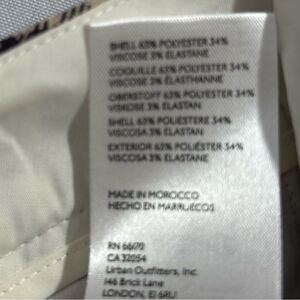 SHELL 63% POLYESTER 34%
VISCOSE 3% ELASTANE
COQUILLE 63% POLYESTER 34%
VISCOSE 3% ÉLASTHANNE
OBERSTOFF 63% POLYESTER 34%
VISKOSE 3% ELASTAN
SHELL 63% POLIESTERE 34%
VISCOSA 3% ELASTAN
EXTERIOR 63% POLIÉSTER 34%
VISCOSA 3% ELASTANE
MADE IN MOROCCO
HECHO EN MARRUECOS
RN 66170
CA 32054
Urban Outfitters, Inc.
146 Brick Lane
LONDON, E1 6RU